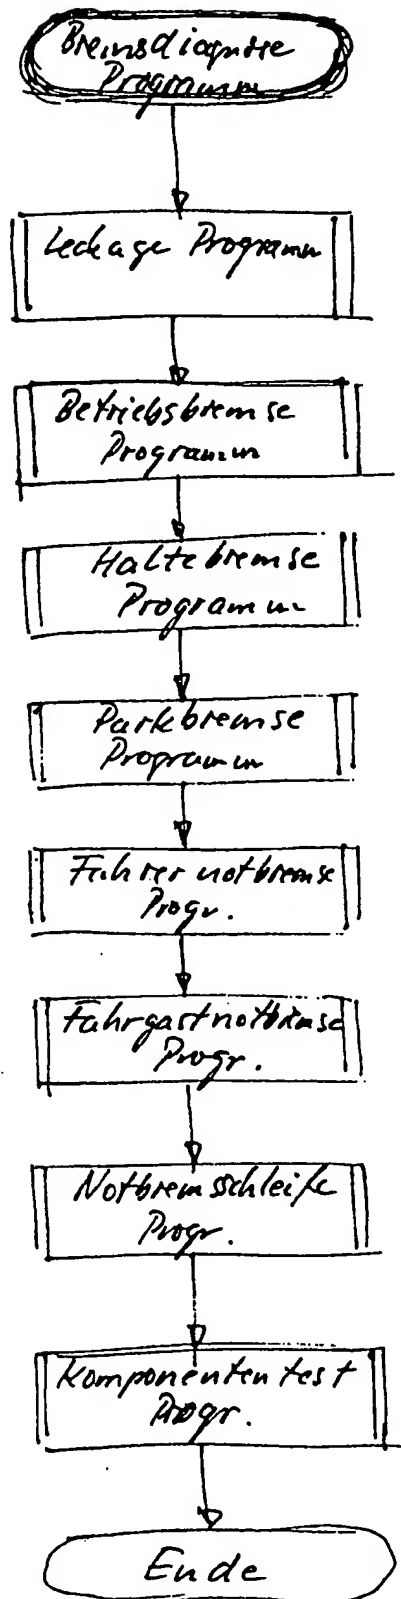 Bremsdiagnose
Programm
Leckage Programm
Betriebsbremse
Programm
Haltebremse
Programm
Parkbremse
Programm
Fahrernotbremse
Progr.
Fahrgastnotbremse
Progr.
Notbremsschleife
Progr.
Komponententest
Progr.
Ende